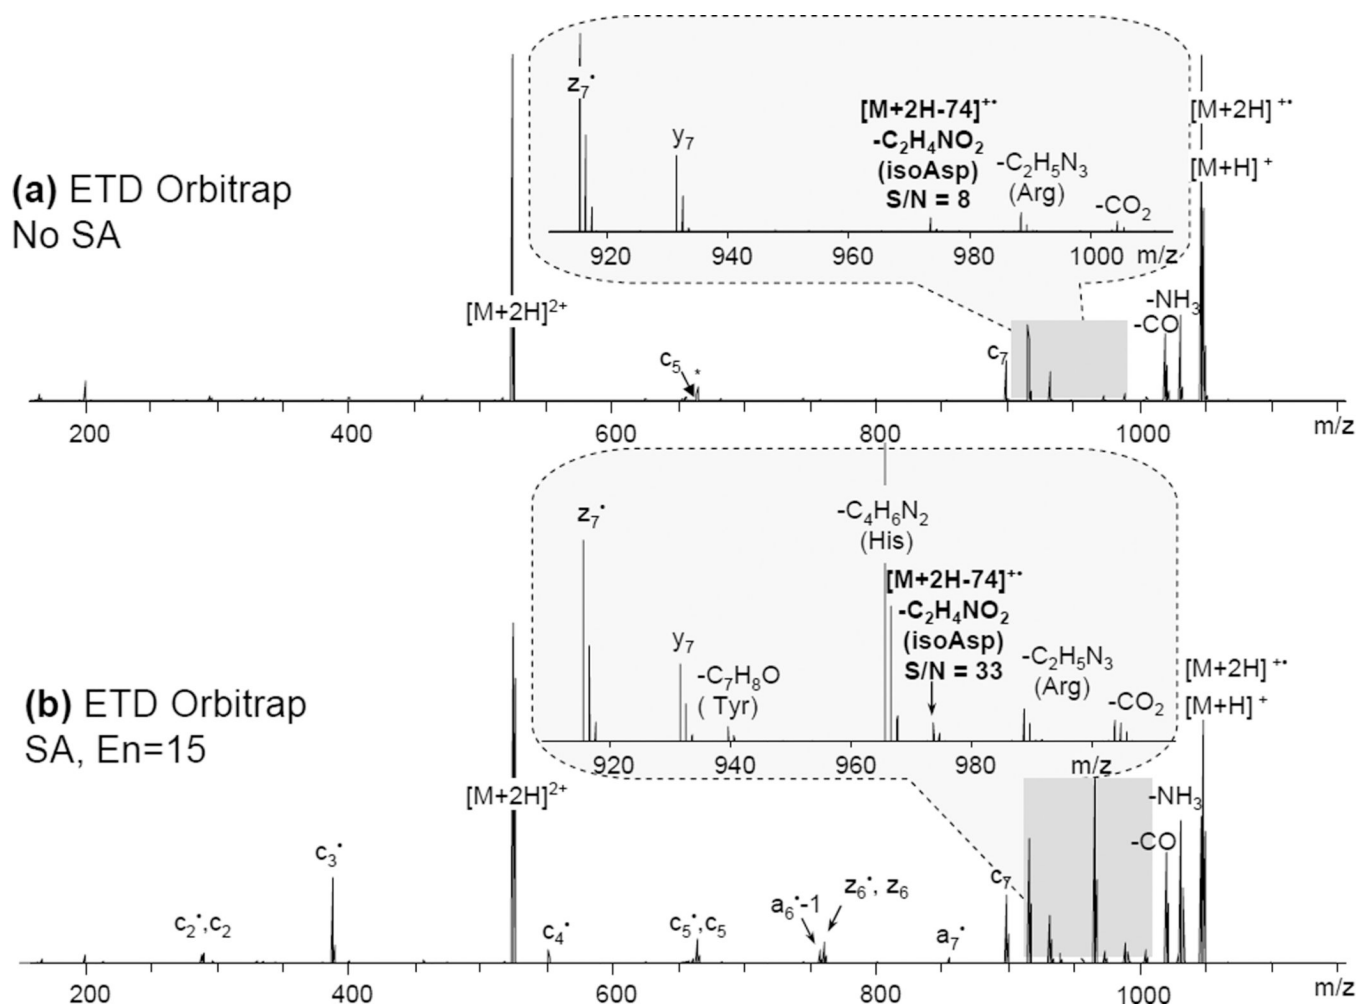 (a) ETD Orbitrap
No SA
z₇•
y₇
[M+2H-74]⁺•
-C₂H₄NO₂
(isoAsp)
S/N = 8
-C₂H₅N₃
(Arg)
-CO₂
920 940 960 980 1000 m/z
[M+2H]⁺•
[M+H]⁺
[M+2H]²⁺
c₅
*
c₇
-CO
-NH₃
200 400 600 800 1000 m/z
(b) ETD Orbitrap
SA, En=15
z₇•
y₇
-C₇H₈O
( Tyr)
-C₄H₆N₂
(His)
[M+2H-74]⁺•
-C₂H₄NO₂
(isoAsp)
S/N = 33
-C₂H₅N₃
(Arg)
-CO₂
920 940 960 980 m/z
[M+2H]⁺•
[M+H]⁺
[M+2H]²⁺
c₂•,c₂
c₃•
c₄•
c₅•,c₅
a₆•-1
z₆•, z₆
a₇•
c₇
-CO
-NH₃
200 400 600 800 1000 m/z